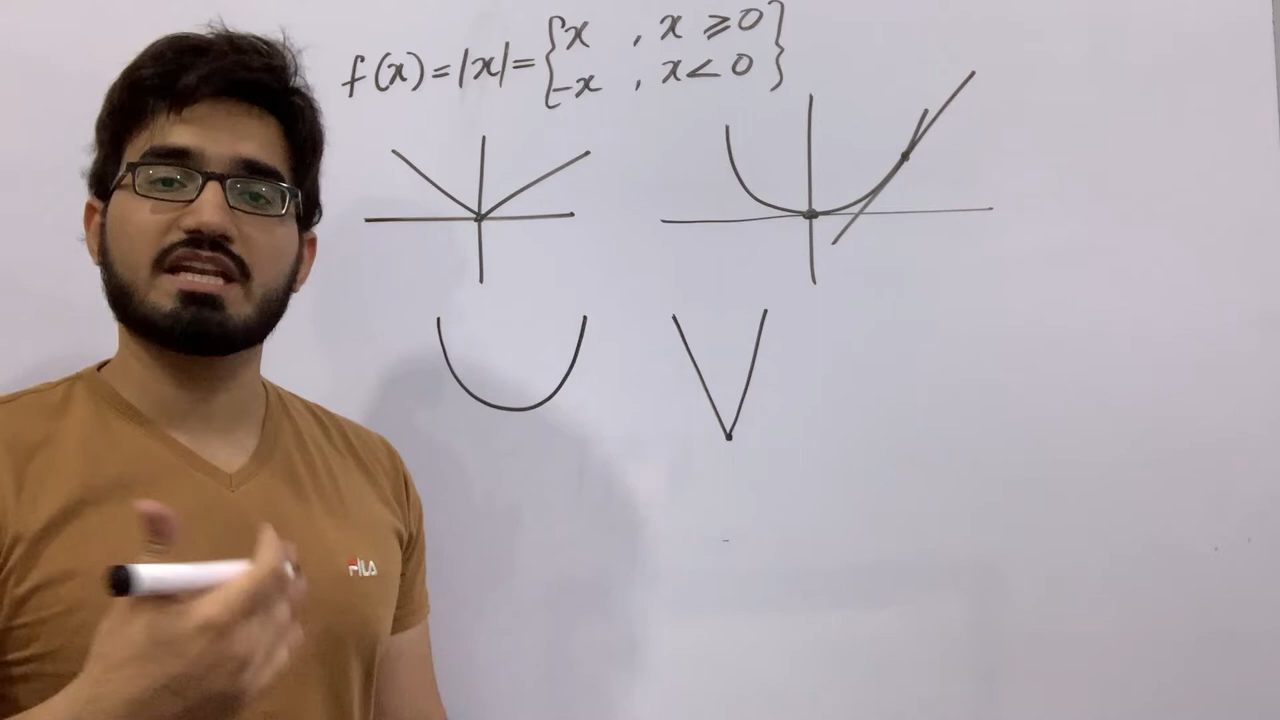 f(x) = |x| = { x , x ⩾ 0
-x , x < 0 }
FILA